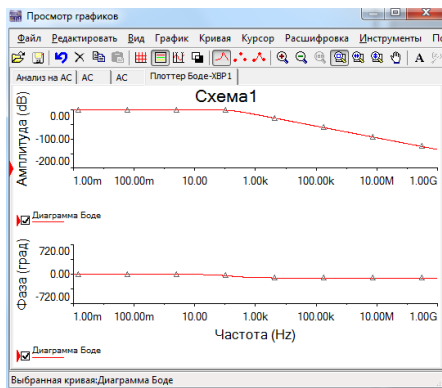 Просмотр графиков
Файл Редактировать Вид График Кривая Курсор Расшифровка Инструменты
Анализ на AC AC AC Плоттер Боде-XBP1
Схема1
Амплитуда (dB)
0.00
-100.00
-200.00
1.00m 100.00m 10.00 1.00k 100.00k 10.00M 1.00G
Диаграмма Боде
Фаза (град)
720.00
0.00
-720.00
1.00m 100.00m 10.00 1.00k 100.00k 10.00M 1.00G
Частота (Hz)
Диаграмма Боде
Выбранная кривая:Диаграмма Боде